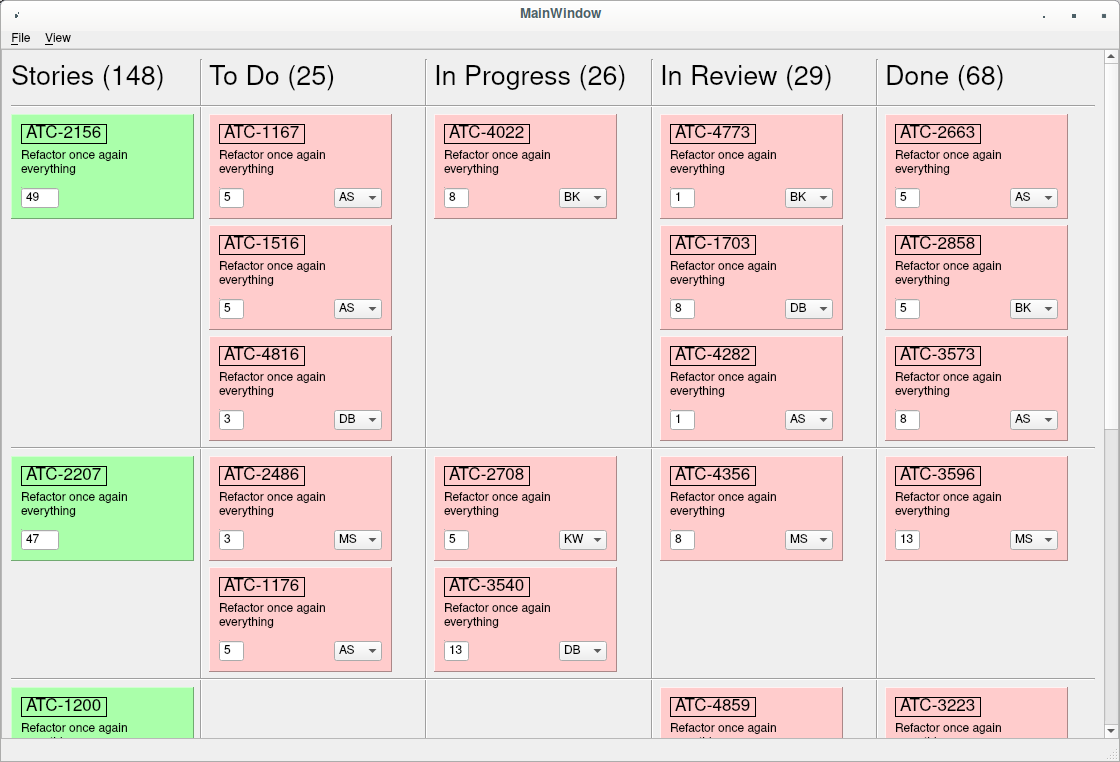 MainWindow
File View
Stories (148) To Do (25) In Progress (26) In Review (29) Done (68)
ATC-2156 ATC-1167 ATC-4022 ATC-4773 ATC-2663
Refactor once again Refactor once again Refactor once again Refactor once again Refactor once again
everything everything everything everything everything
49 5 AS 8 BK 1 BK 5 AS
ATC-1516 ATC-1703 ATC-2858
Refactor once again Refactor once again Refactor once again
everything everything everything
5 AS 8 DB 5 BK
ATC-4816 ATC-4282 ATC-3573
Refactor once again Refactor once again Refactor once again
everything everything everything
3 DB 1 AS 8 AS
ATC-2207 ATC-2486 ATC-2708 ATC-4356 ATC-3596
Refactor once again Refactor once again Refactor once again Refactor once again Refactor once again
everything everything everything everything everything
47 3 MS 5 KW 8 MS 13 MS
ATC-1176 ATC-3540
Refactor once again Refactor once again
everything everything
5 AS 13 DB
ATC-1200 ATC-4859 ATC-3223
Refactor once again Refactor once again Refactor once again